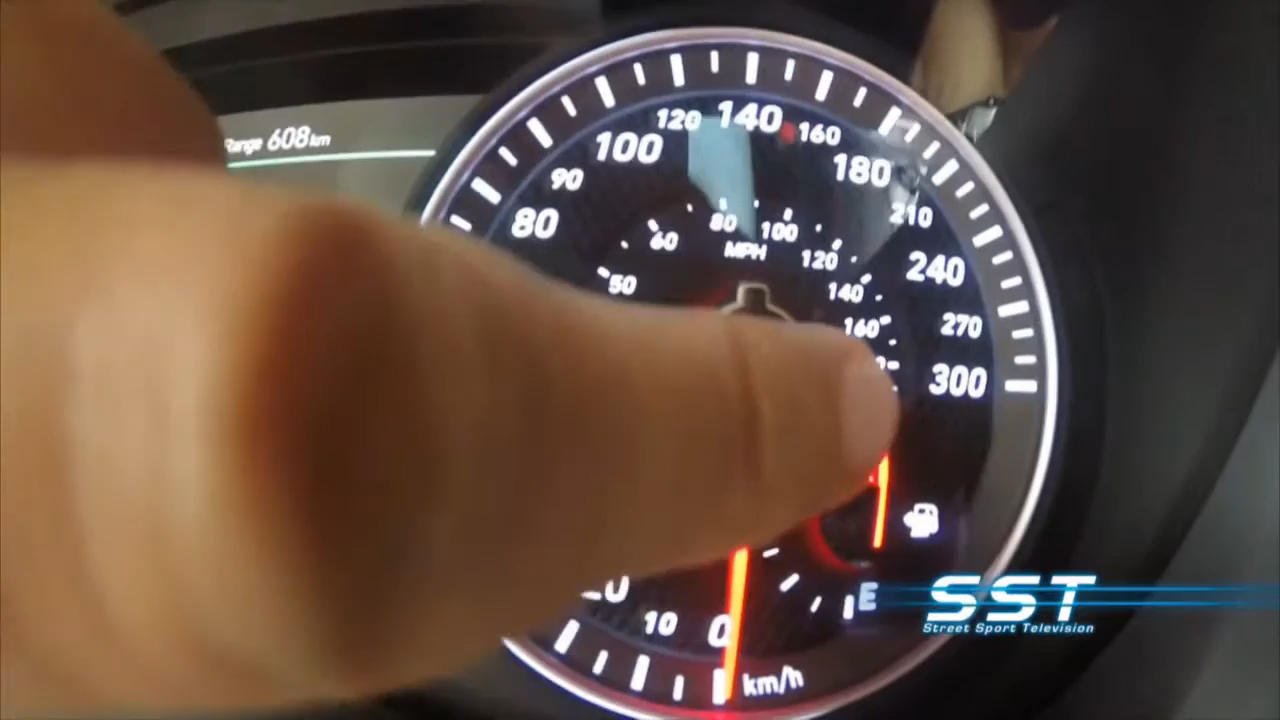 Range 608km
120 140 160
100 180
90 210
80 240
270
300
80 100
60 MPH 120
50 140
160
E
10 0
km/h
SST
Street Sport Television